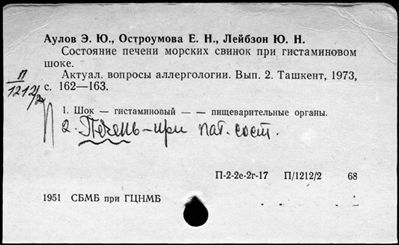 Аулов Э. Ю., Остроумова Е. Н., Лейбзон Ю. Н.
Состояние печени морских свинок при гистаминовом
шоке.
Актуал. вопросы аллергологии. Вып. 2. Ташкент, 1973,
с. 162—163.
П
1212/2
1. Шок — гистаминовый — — пищеварительные органы.
2. Печень – при пат. сост.
П-2-2е-2г-17 П/1212/2 68
1951 СБМБ при ГЦНМБ